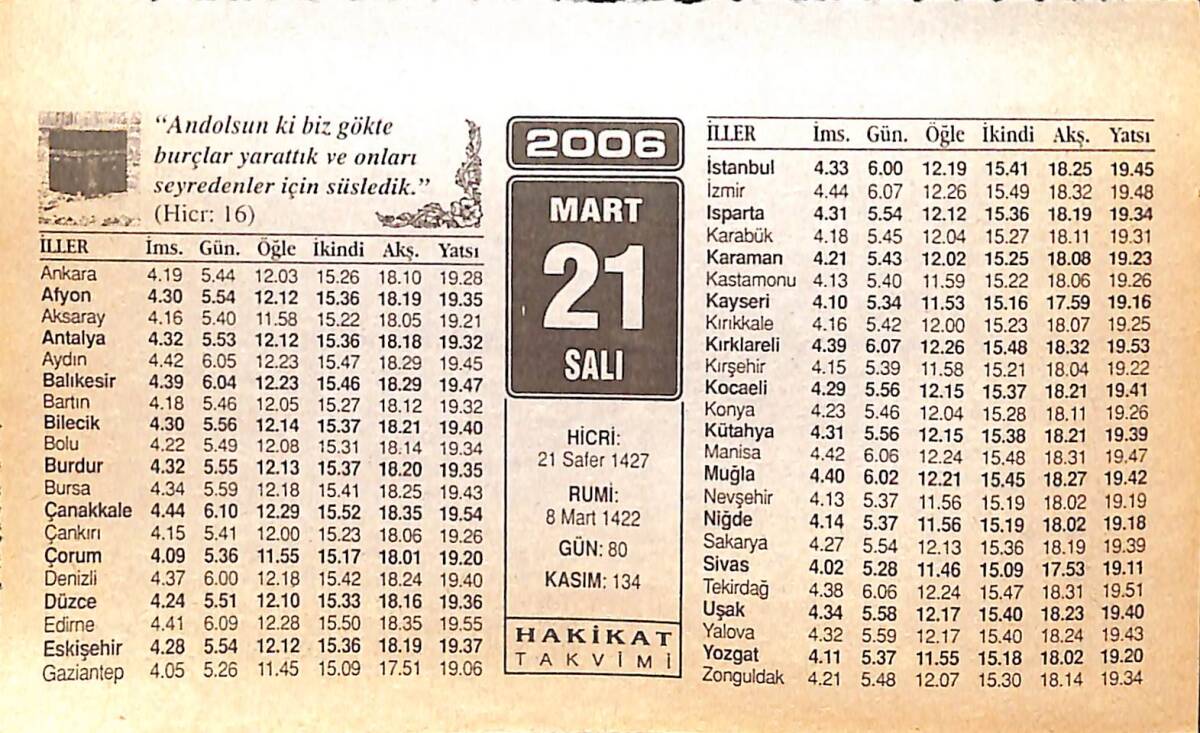 “Andolsun ki biz gökte
burçlar yarattık ve onları
seyredenler için süsledik.”
(Hicr: 16)
İLLER İms. Gün. Öğle İkindi Akş. Yatsı
Ankara 4.19 5.44 12.03 15.26 18.10 19.28
Afyon 4.30 5.54 12.12 15.36 18.19 19.35
Aksaray 4.16 5.40 11.58 15.22 18.05 19.21
Antalya 4.32 5.53 12.12 15.36 18.18 19.32
Aydın 4.42 6.05 12.23 15.47 18.29 19.45
Balıkesir 4.39 6.04 12.23 15.46 18.29 19.47
Bartın 4.18 5.46 12.05 15.27 18.12 19.32
Bilecik 4.30 5.56 12.14 15.37 18.21 19.40
Bolu 4.22 5.49 12.08 15.31 18.14 19.34
Burdur 4.32 5.55 12.13 15.37 18.20 19.35
Bursa 4.34 5.59 12.18 15.41 18.25 19.43
Çanakkale 4.44 6.10 12.29 15.52 18.35 19.54
Çankırı 4.15 5.41 12.00 15.23 18.06 19.26
Çorum 4.09 5.36 11.55 15.17 18.01 19.20
Denizli 4.37 6.00 12.18 15.42 18.24 19.40
Düzce 4.24 5.51 12.10 15.33 18.16 19.36
Edirne 4.41 6.09 12.28 15.50 18.35 19.55
Eskişehir 4.28 5.54 12.12 15.36 18.19 19.37
Gaziantep 4.05 5.26 11.45 15.09 17.51 19.06
2006
MART
21
SALI
HİCRİ:
21 Safer 1427
RUMİ:
8 Mart 1422
GÜN: 80
KASIM: 134
HAKİKAT
TAKVİMİ
İLLER İms. Gün. Öğle İkindi Akş. Yatsı
İstanbul 4.33 6.00 12.19 15.41 18.25 19.45
İzmir 4.44 6.07 12.26 15.49 18.32 19.48
Isparta 4.31 5.54 12.12 15.36 18.19 19.34
Karabük 4.18 5.45 12.04 15.27 18.11 19.31
Karaman 4.21 5.43 12.02 15.25 18.08 19.23
Kastamonu 4.13 5.40 11.59 15.22 18.06 19.26
Kayseri 4.10 5.34 11.53 15.16 17.59 19.16
Kırıkkale 4.16 5.42 12.00 15.23 18.07 19.25
Kırklareli 4.39 6.07 12.26 15.48 18.32 19.53
Kırşehir 4.15 5.39 11.58 15.21 18.04 19.22
Kocaeli 4.29 5.56 12.15 15.37 18.21 19.41
Konya 4.23 5.46 12.04 15.28 18.11 19.26
Kütahya 4.31 5.56 12.15 15.38 18.21 19.39
Manisa 4.42 6.06 12.24 15.48 18.31 19.47
Muğla 4.40 6.02 12.21 15.45 18.27 19.42
Nevşehir 4.13 5.37 11.56 15.19 18.02 19.19
Niğde 4.14 5.37 11.56 15.19 18.02 19.18
Sakarya 4.27 5.54 12.13 15.36 18.19 19.39
Sivas 4.02 5.28 11.46 15.09 17.53 19.11
Tekirdağ 4.38 6.06 12.24 15.47 18.31 19.51
Uşak 4.34 5.58 12.17 15.40 18.23 19.40
Yalova 4.32 5.59 12.17 15.40 18.24 19.43
Yozgat 4.11 5.37 11.55 15.18 18.02 19.20
Zonguldak 4.21 5.48 12.07 15.30 18.14 19.34